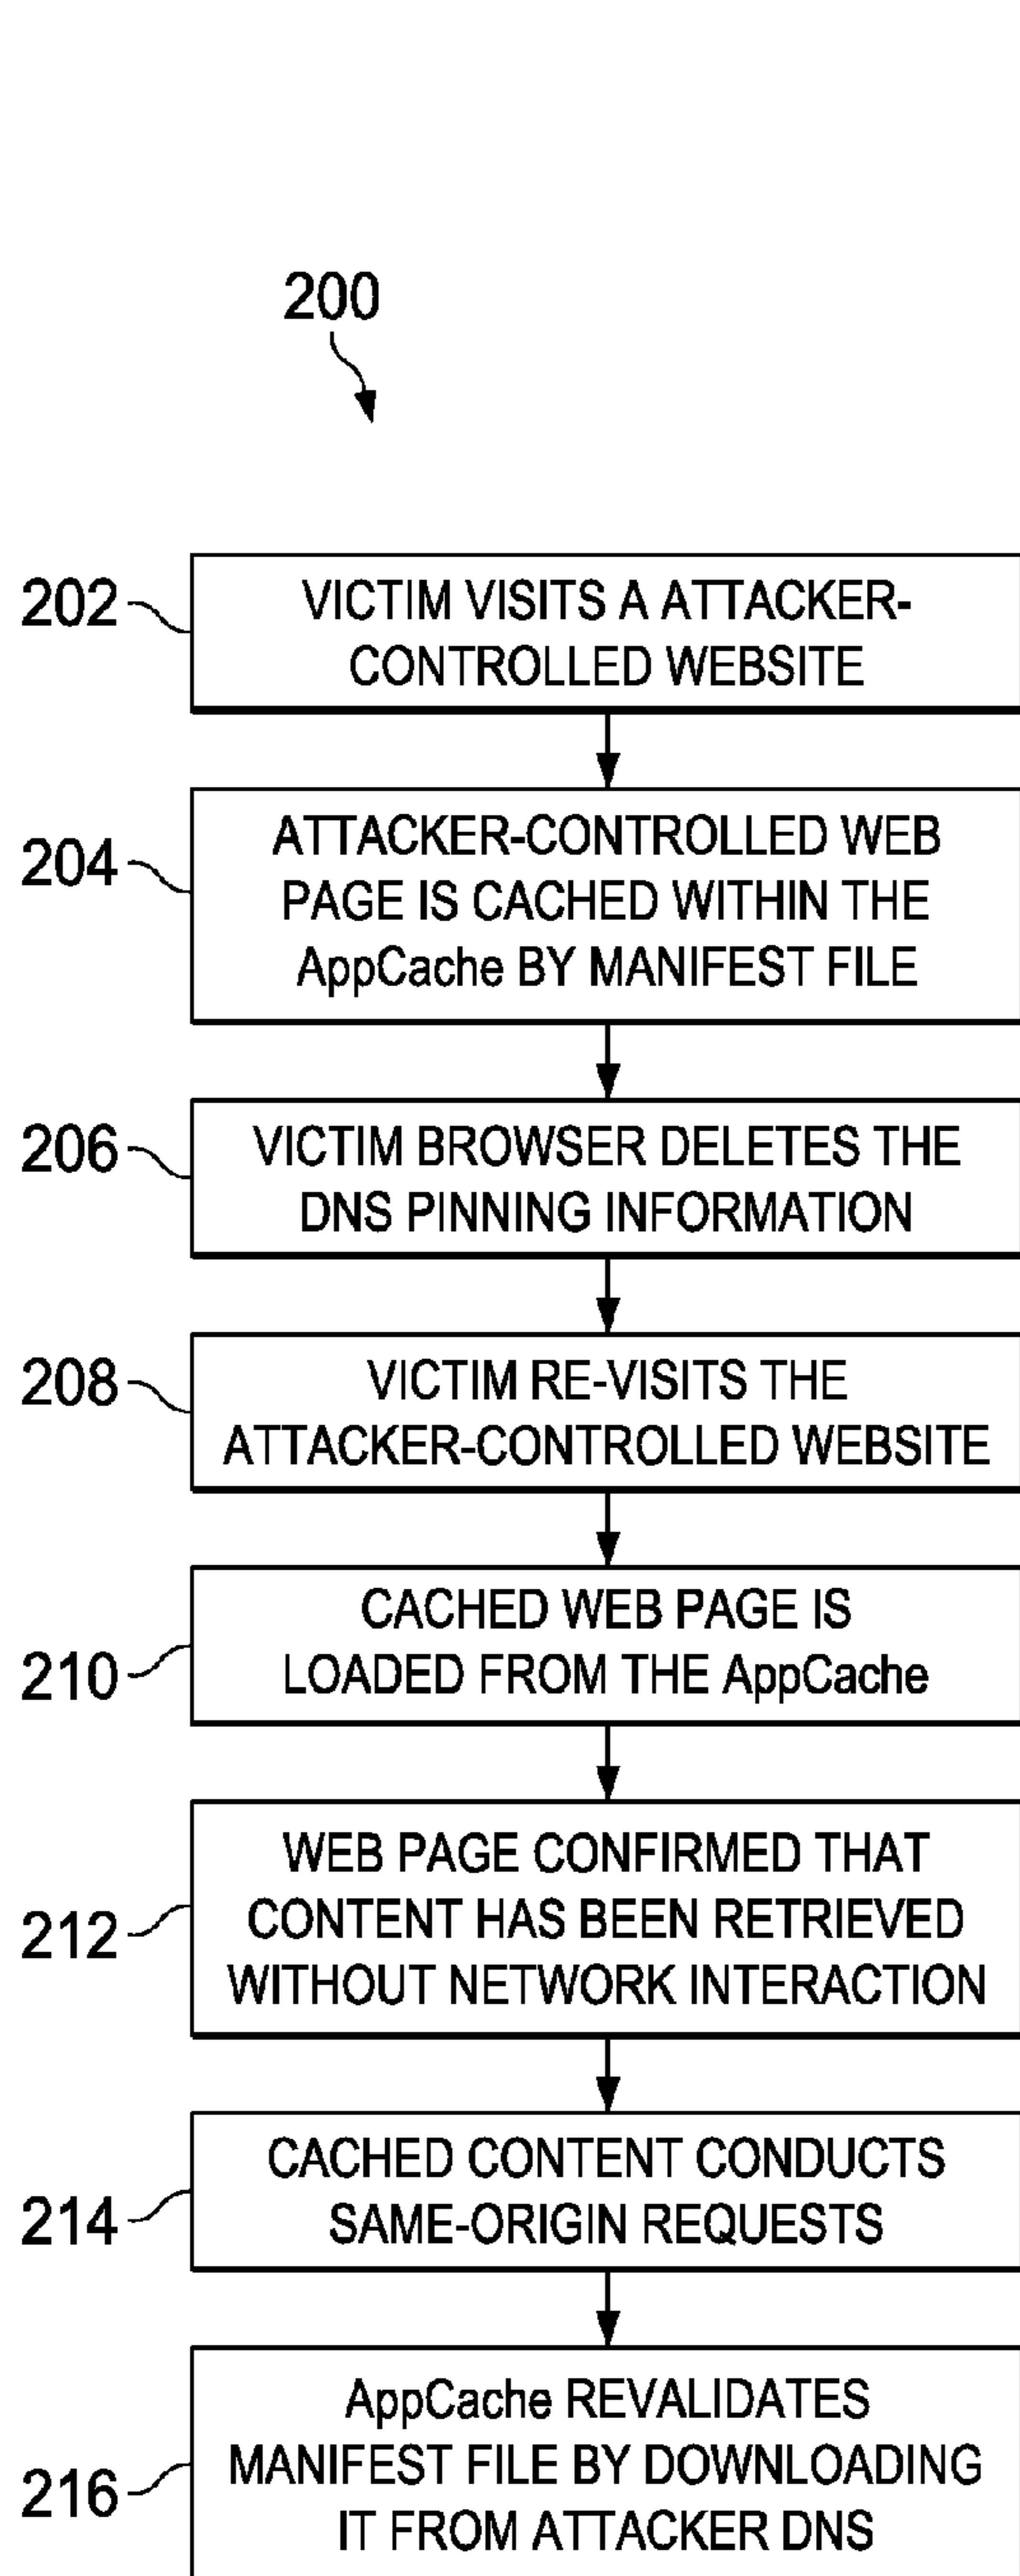 200
202
VICTIM VISITS A ATTACKER-
CONTROLLED WEBSITE
204
ATTACKER-CONTROLLED WEB
PAGE IS CACHED WITHIN THE
AppCache BY MANIFEST FILE
206
VICTIM BROWSER DELETES THE
DNS PINNING INFORMATION
208
VICTIM RE-VISITS THE
ATTACKER-CONTROLLED WEBSITE
210
CACHED WEB PAGE IS
LOADED FROM THE AppCache
212
WEB PAGE CONFIRMED THAT
CONTENT HAS BEEN RETRIEVED
WITHOUT NETWORK INTERACTION
214
CACHED CONTENT CONDUCTS
SAME-ORIGIN REQUESTS
216
AppCache REVALIDATES
MANIFEST FILE BY DOWNLOADING
IT FROM ATTACKER DNS